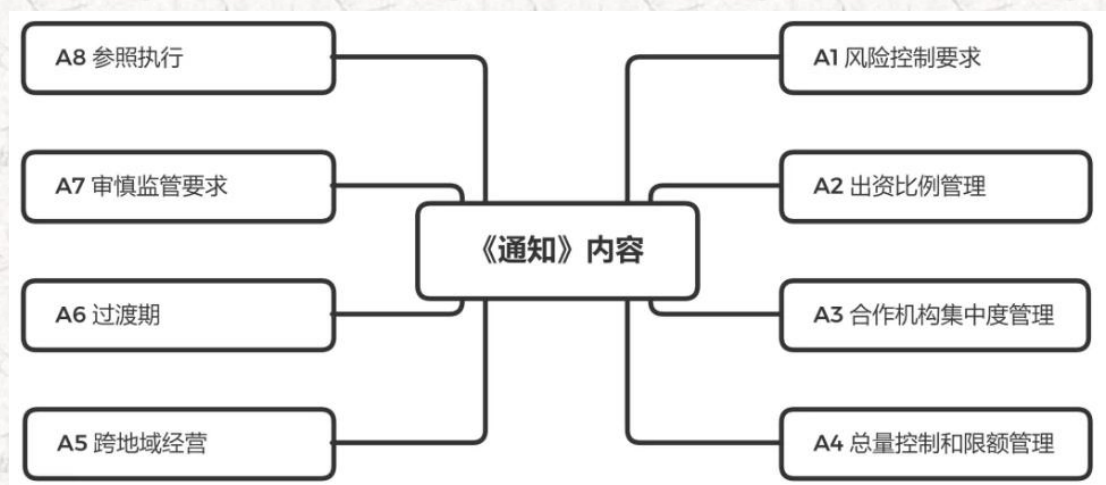 A8 参照执行
A1 风险控制要求
A7 审慎监管要求
A2 出资比例管理
《通知》内容
A6 过渡期
A3 合作机构集中度管理
A5 跨地域经营
A4 总量控制和限额管理